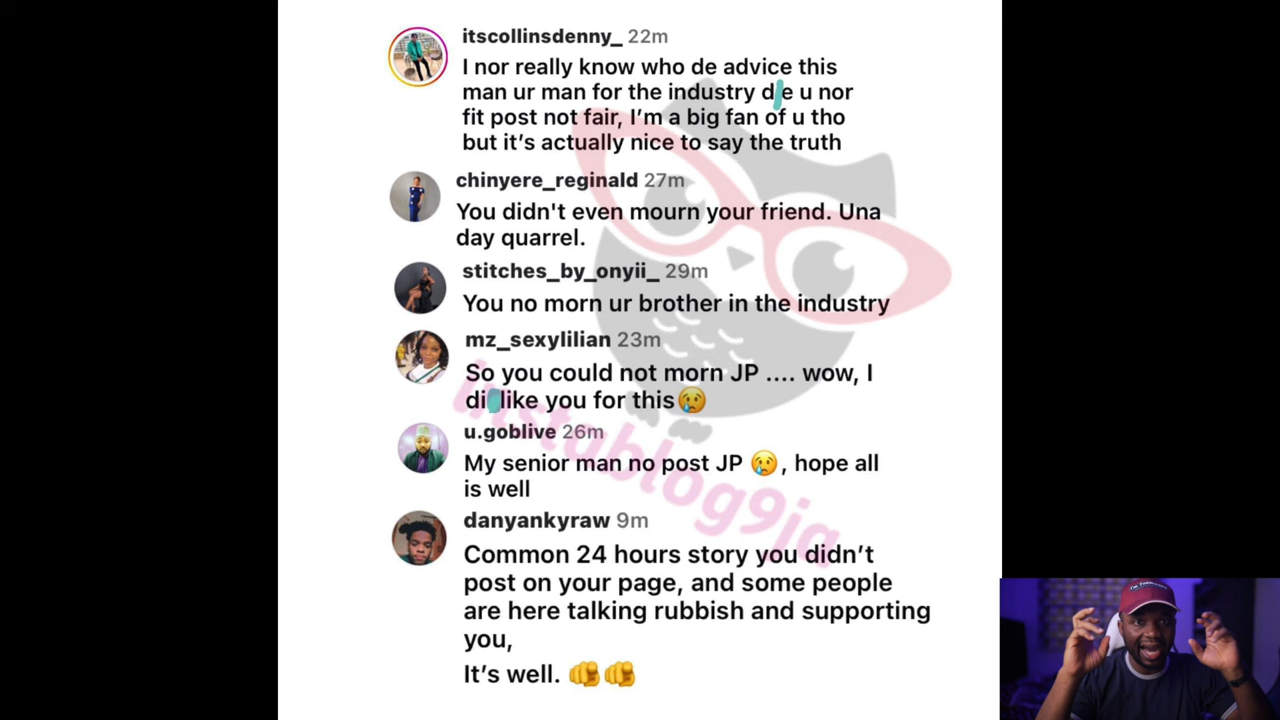 itscollinsdenny_ 22m
I nor really know who de advice this
man ur man for the industry die u nor
fit post not fair, I'm a big fan of u tho
but it's actually nice to say the truth
chinyere_reginald 27m
You didn't even mourn your friend. Una
day quarrel.
stitches_by_onyii_ 29m
You no morn ur brother in the industry
mz_sexylilian 23m
So you could not morn JP .... wow, I
dislike you for this😢
u.goblive 26m
My senior man no post JP 😢, hope all
is well
danyankyraw 9m
Common 24 hours story you didn't
post on your page, and some people
are here talking rubbish and supporting
you,
It's well. 🫵🫵
instablog9ja